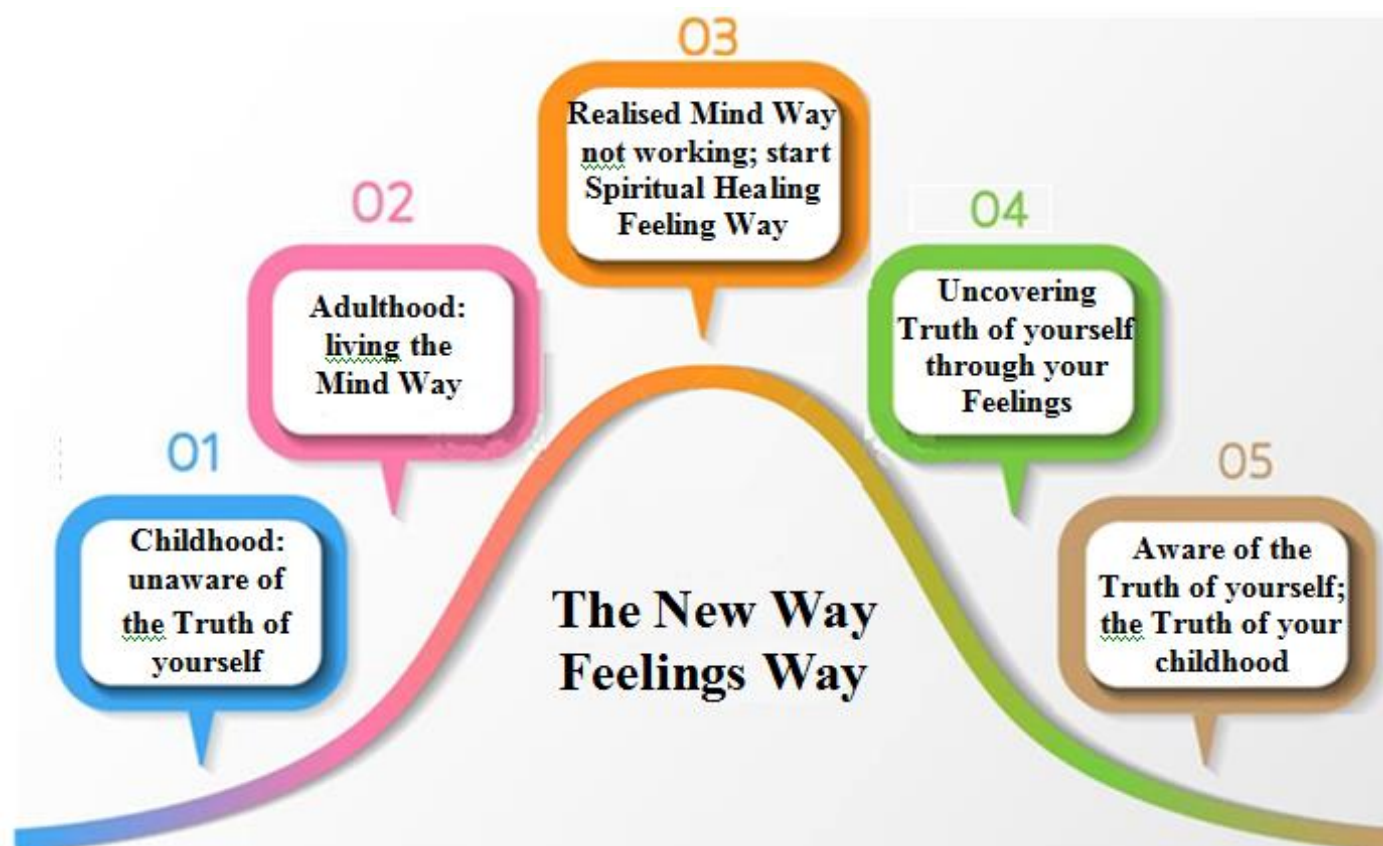 01
Childhood:
unaware of
the Truth of
yourself
02
Adulthood:
living the
Mind Way
03
Realised Mind Way
not working; start
Spiritual Healing
Feeling Way
04
Uncovering
Truth of yourself
through your
Feelings
05
Aware of the
Truth of yourself;
the Truth of your
childhood
The New Way
Feelings Way